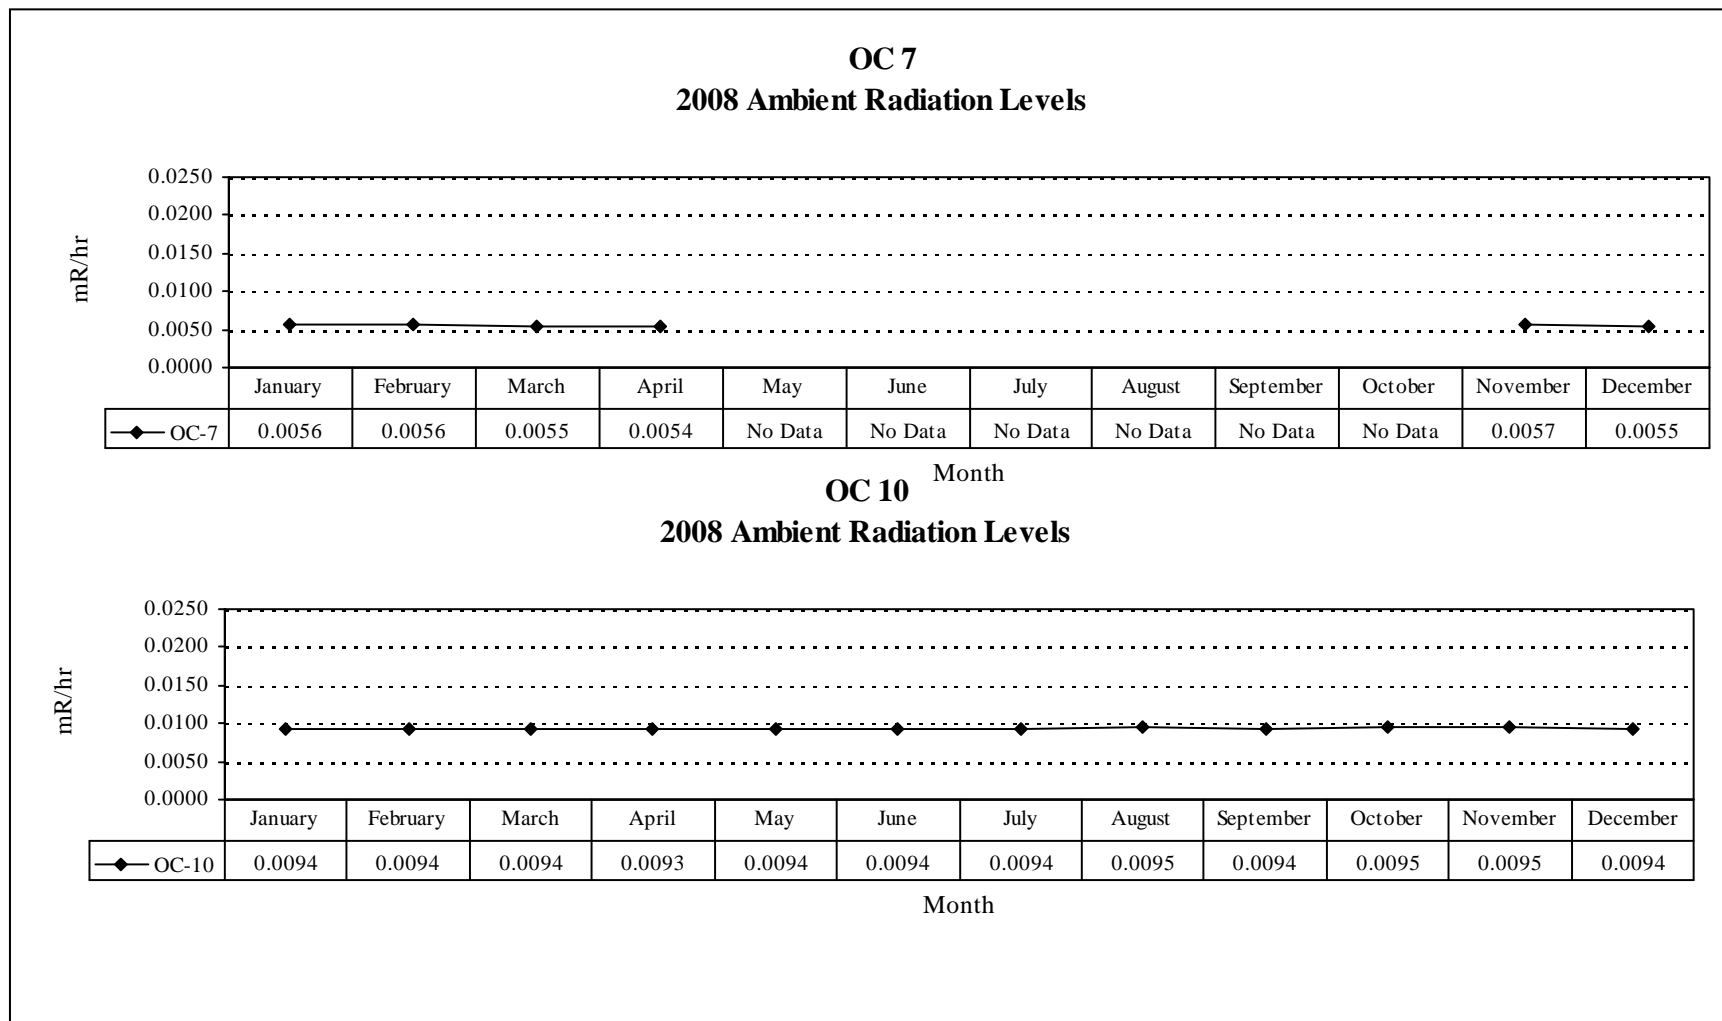 OC 7
2008 Ambient Radiation Levels
0.0250
0.0200
0.0150
0.0100
0.0050
0.0000
mR/hr
January February March April May June July August September October November December
OC-7 0.0056 0.0056 0.0055 0.0054 No Data No Data No Data No Data No Data No Data 0.0057 0.0055
Month
OC 10
2008 Ambient Radiation Levels
0.0250
0.0200
0.0150
0.0100
0.0050
0.0000
mR/hr
January February March April May June July August September October November December
OC-10 0.0094 0.0094 0.0094 0.0093 0.0094 0.0094 0.0094 0.0095 0.0094 0.0095 0.0095 0.0094
Month